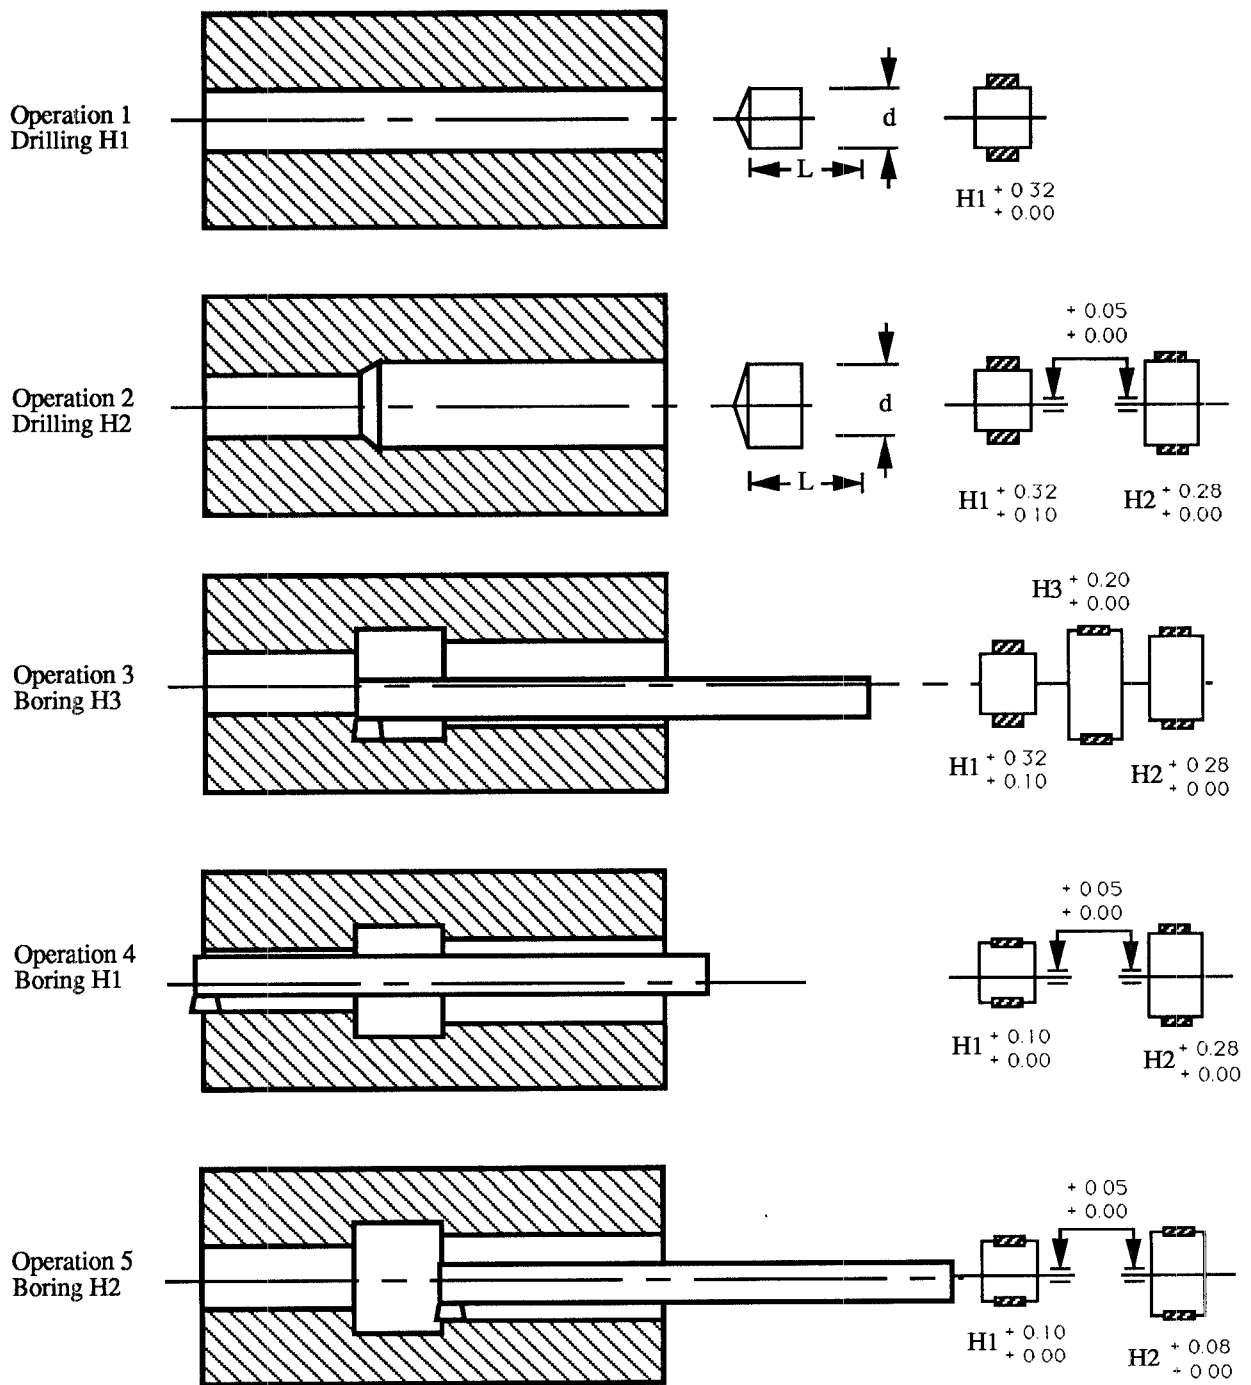 Operation 1
Drilling H1
d
L
H1 + 0 32
+ 0.00
Operation 2
Drilling H2
d
L
+ 0.05
+ 0.00
H1 + 0.32
+ 0.10
H2 + 0.28
+ 0.00
Operation 3
Boring H3
H3 + 0.20
+ 0.00
H1 + 0 32
+ 0.10
H2 + 0 28
+ 0 00
Operation 4
Boring H1
+ 0 05
+ 0.00
H1 + 0.10
+ 0.00
H2 + 0.28
+ 0.00
Operation 5
Boring H2
+ 0 05
+ 0.00
H1 + 0.10
+ 0 00
H2 + 0.08
+ 0 00